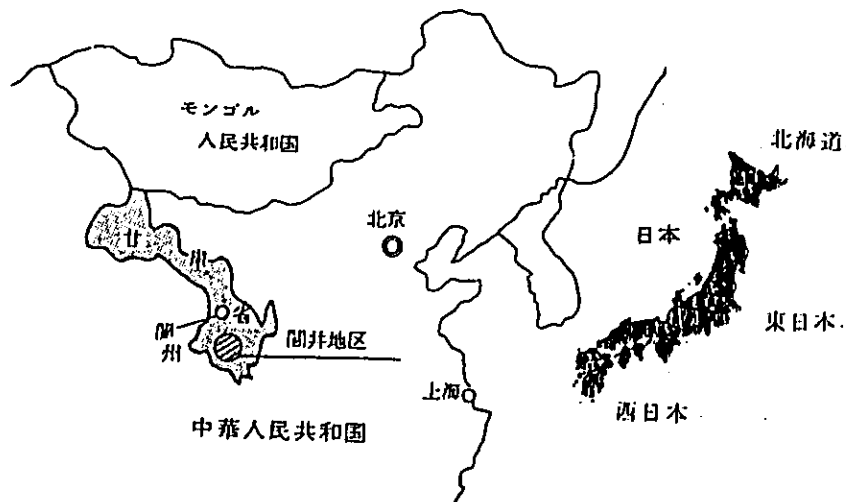 北海道
モンゴル
人民共和国
北京
日本
甘粛省
東日本
蘭州
閭井地区
上海
西日本
中華人民共和国